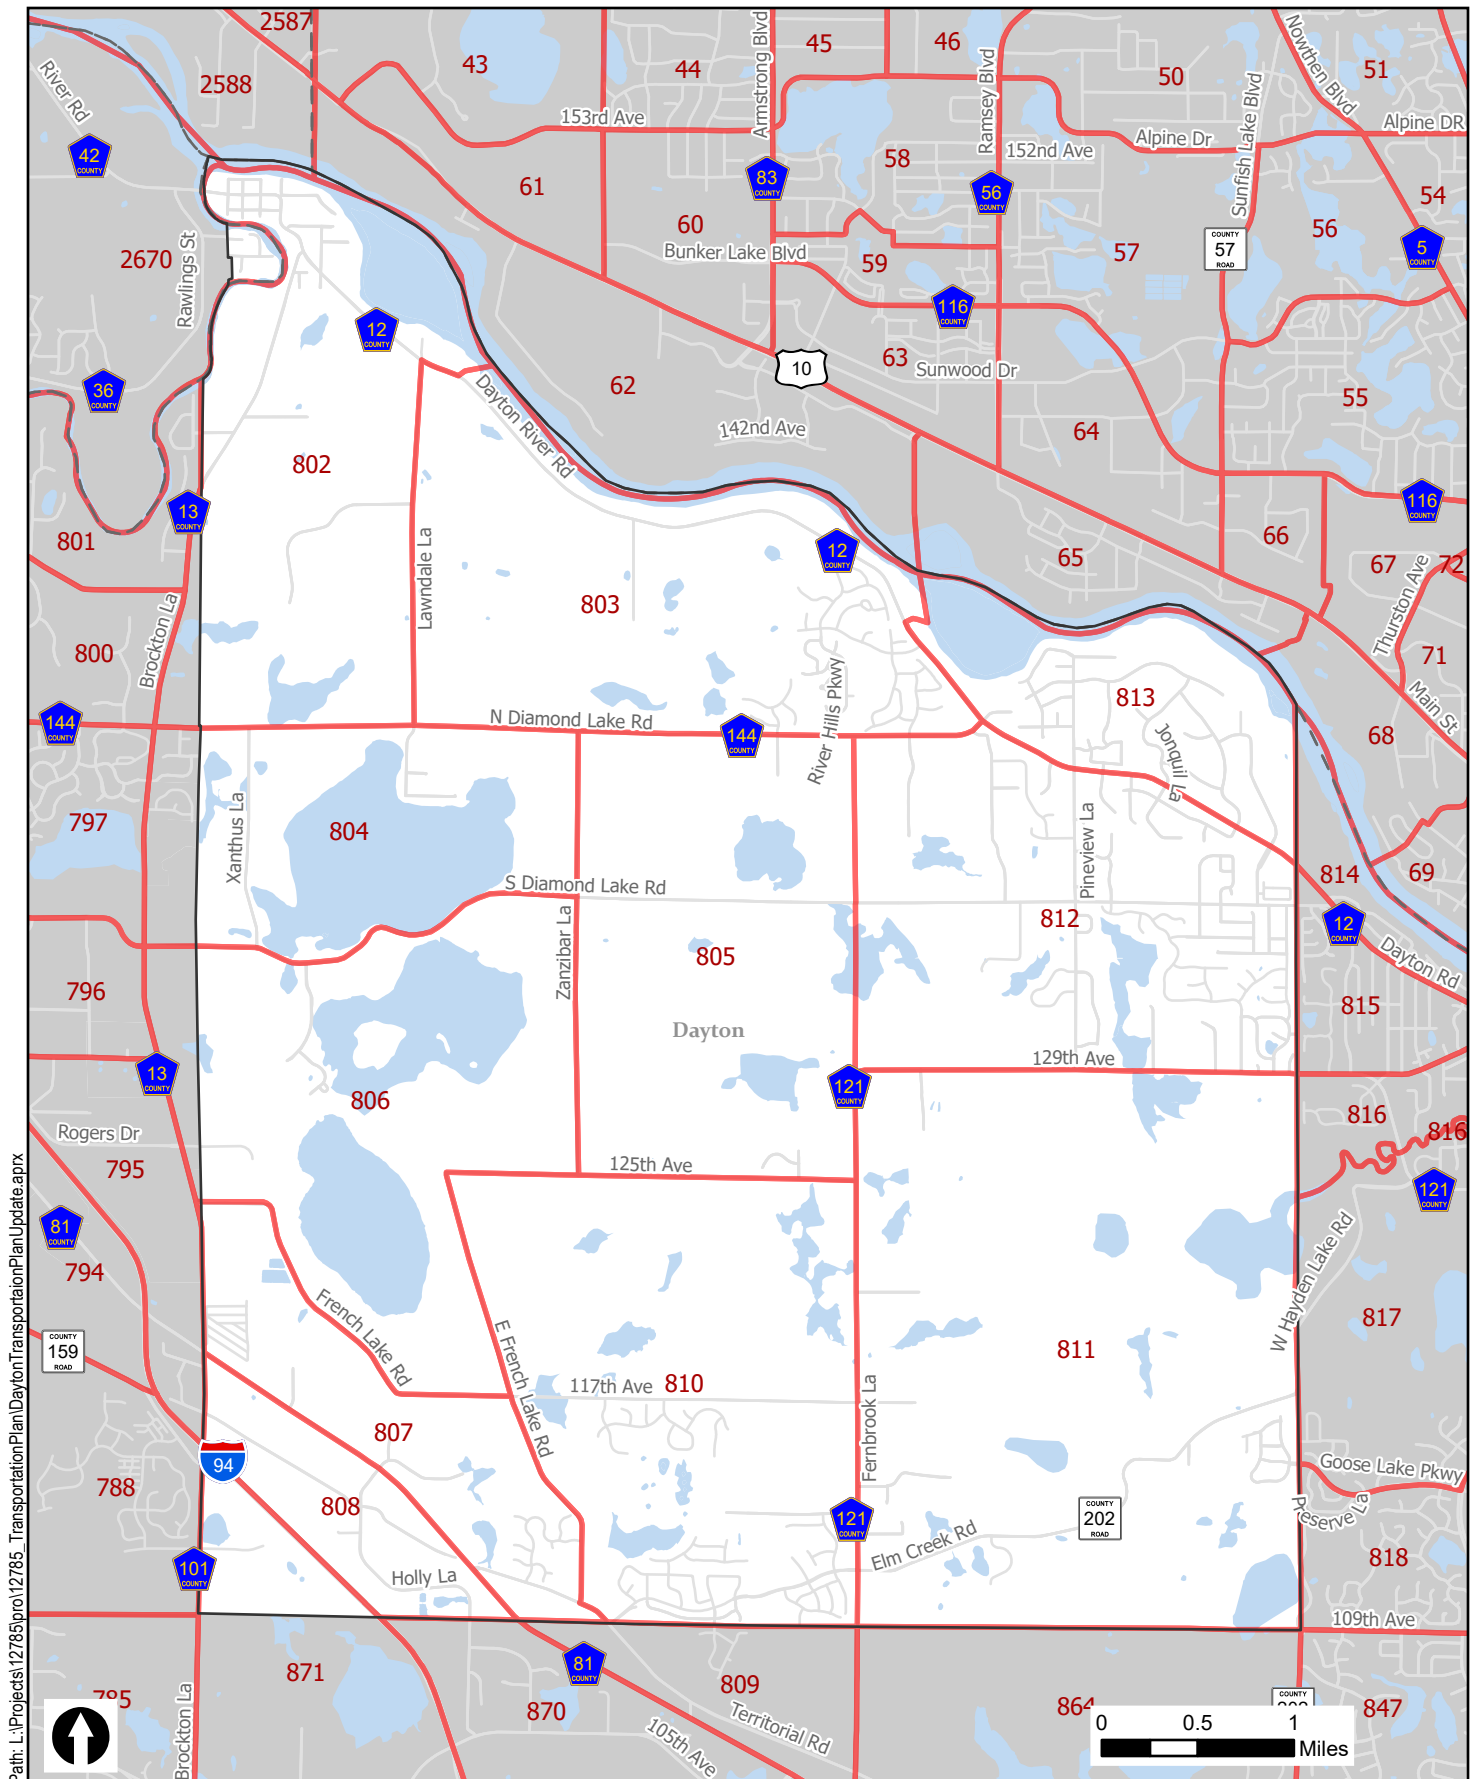 2587
43
44
45
46
50
51
2588
River Rd
Armstrong Blvd
Ramsey Blvd
Sunfish Lake Blvd
Nowthen Blvd
153rd Ave
Alpine Dr
Alpine DR
152nd Ave
42
COUNTY
61
83
COUNTY
58
56
COUNTY
54
60
56
2670
Rawlings St
Bunker Lake Blvd
59
57
COUNTY
57
ROAD
5
COUNTY
12
COUNTY
116
COUNTY
63
10
Sunwood Dr
36
COUNTY
62
Dayton River Rd
142nd Ave
64
55
802
13
COUNTY
116
COUNTY
801
Lawndale La
12
COUNTY
65
66
67
72
803
Thurston Ave
800
Brockton La
71
813
144
COUNTY
N Diamond Lake Rd
144
COUNTY
River Hills Pkwy
Jonquil La
Main St
68
797
804
Xanthus La
Pineview La
S Diamond Lake Rd
814
69
812
12
COUNTY
Dayton Rd
Zanzibar La
805
796
815
Dayton
129th Ave
13
COUNTY
121
COUNTY
806
816
816
Rogers Dr
795
125th Ave
121
COUNTY
81
COUNTY
794
W Hayden Lake Rd
French Lake Rd
E French Lake Rd
817
COUNTY
159
ROAD
811
117th Ave
810
807
Fernbrook La
94
Goose Lake Pkwy
788
808
Preserve La
121
COUNTY
COUNTY
202
ROAD
Elm Creek Rd
818
101
COUNTY
Holly La
109th Ave
81
COUNTY
871
809
785
870
864
COUNTY
847
Brockton La
105th Ave
Territorial Rd
0 0.5 1
Miles
Path: L:\Projects\12785\pro\12785_TransportationPlan\DaytonTransportaionPlanUpdate.aprx